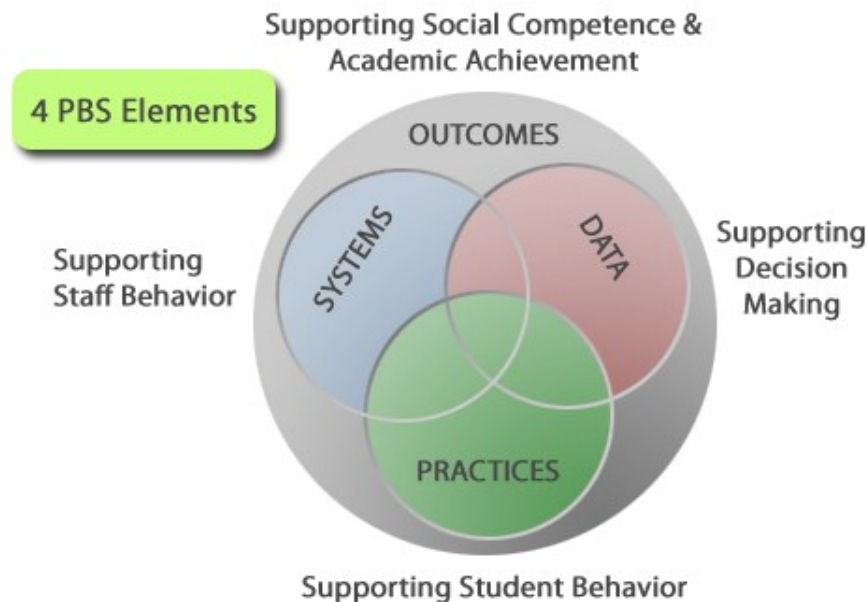 Supporting Social Competence &
Academic Achievement
4 PBS Elements
OUTCOMES
SYSTEMS
DATA
Supporting
Staff Behavior
Supporting
Decision
Making
PRACTICES
Supporting Student Behavior